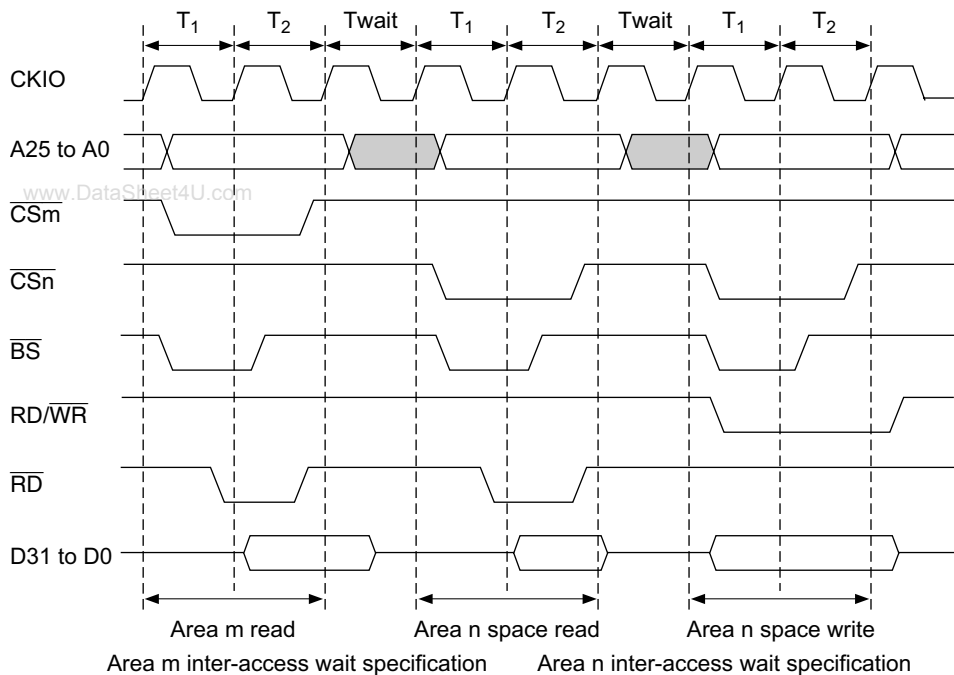 T1 T2 Twait T1 T2 Twait T1 T2
CKIO
A25 to A0
www.DataSheet4U.com
CSm
CSn
BS
RD/WR
RD
D31 to D0
Area m read Area n space read Area n space write
Area m inter-access wait specification Area n inter-access wait specification